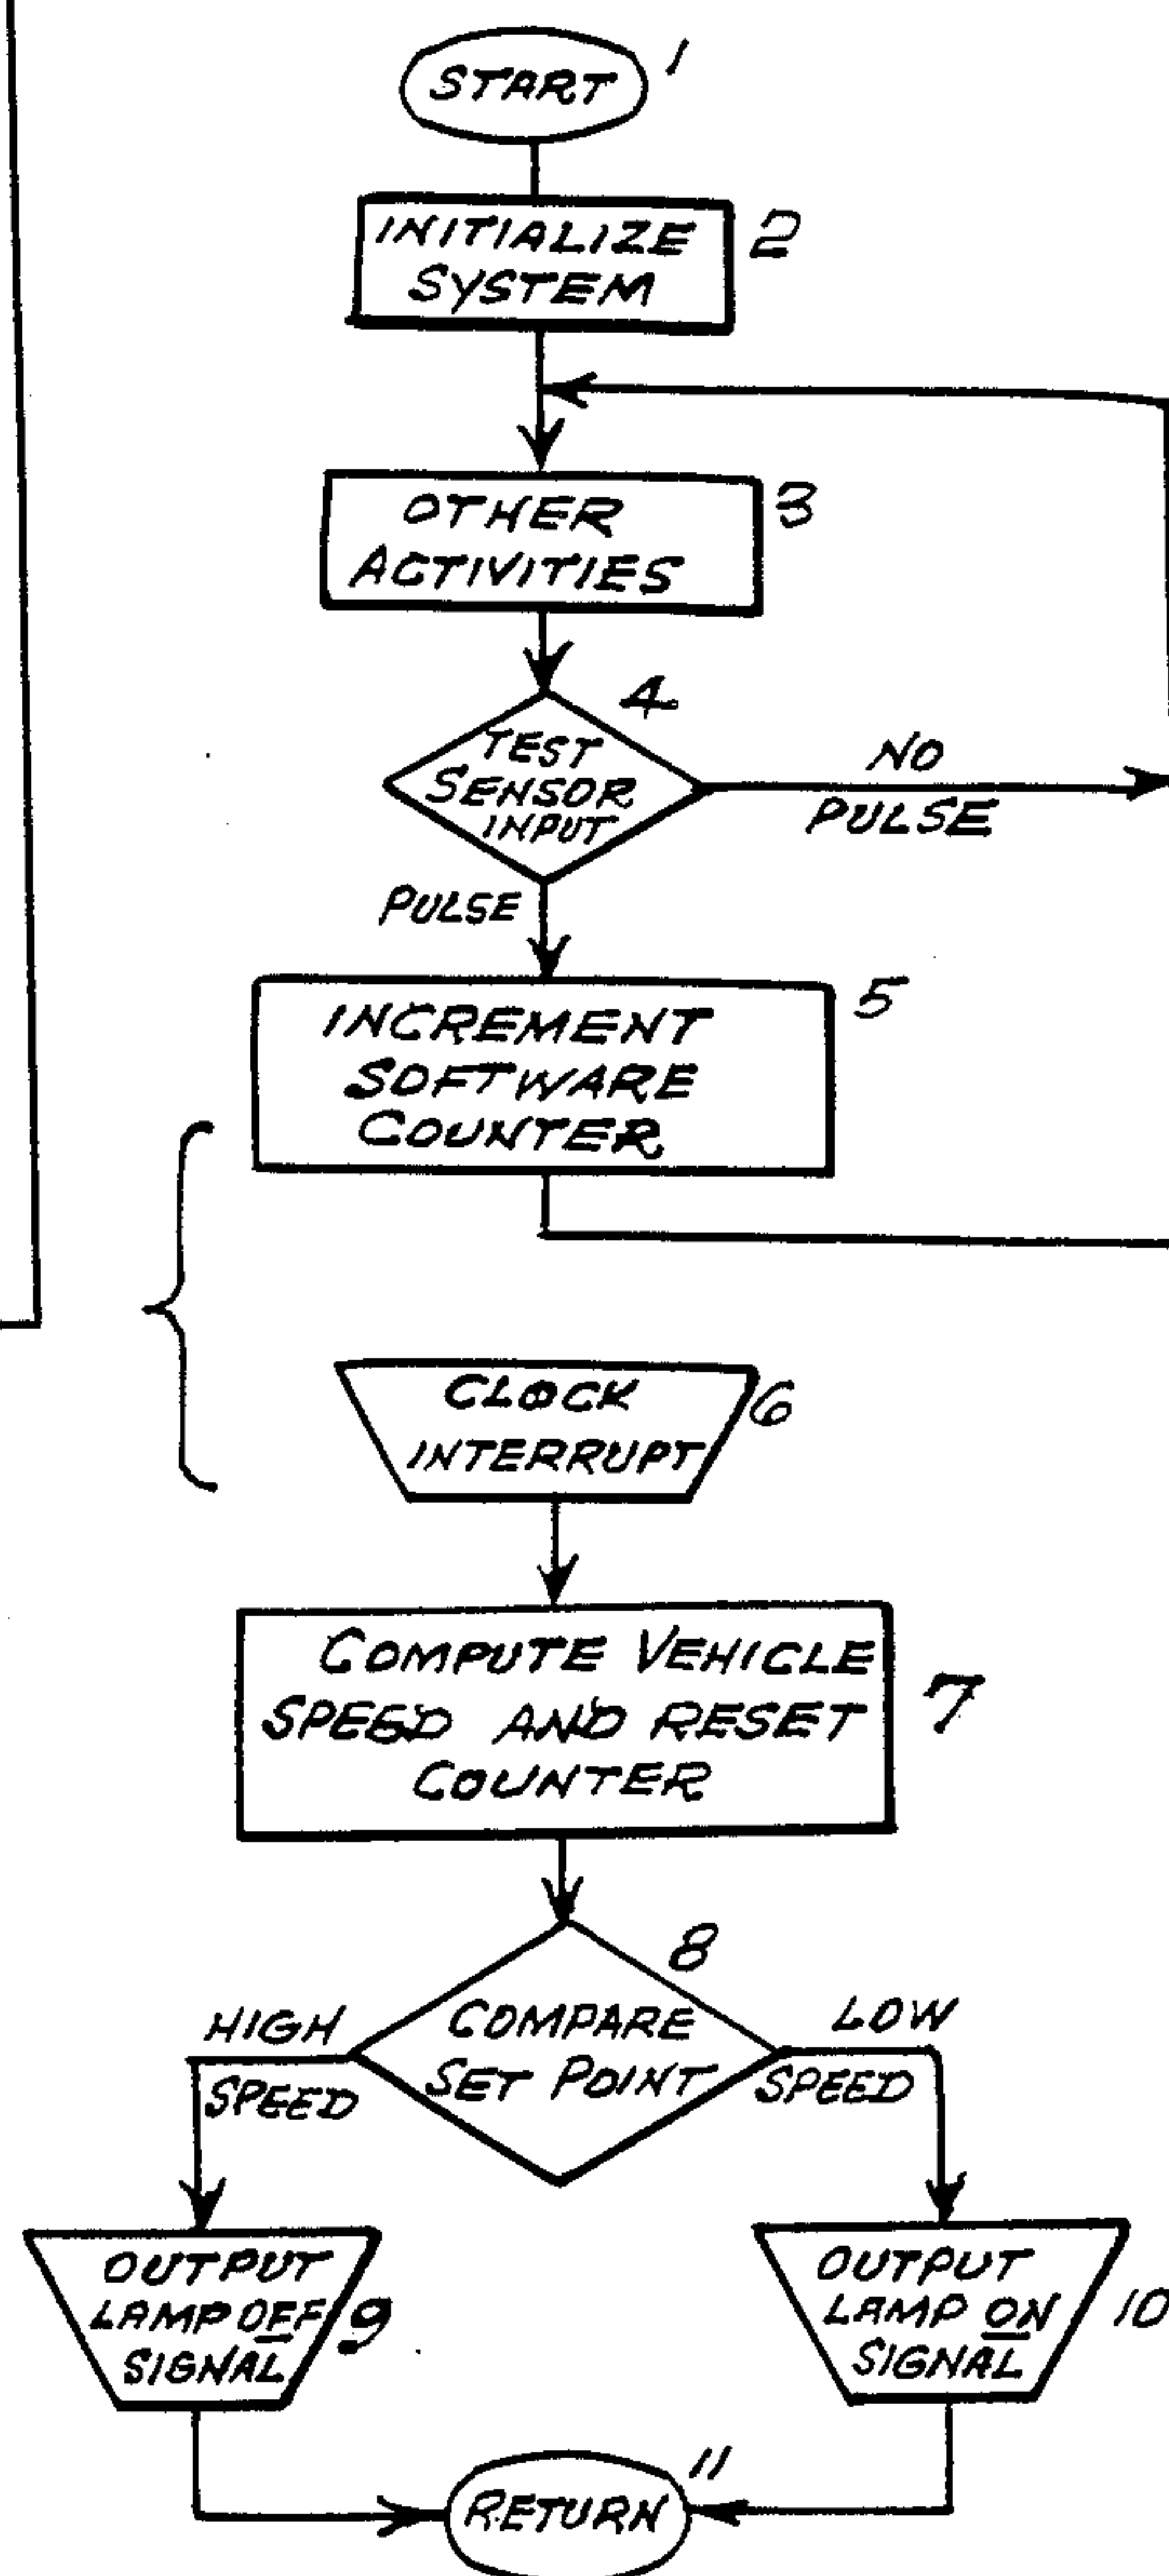 START 1
INITIALIZE 2
SYSTEM
OTHER 3
ACTIVITIES
4
TEST
SENSOR
INPUT
NO
PULSE
PULSE
INCREMENT 5
SOFTWARE
COUNTER
CLOCK 6
INTERRUPT
COMPUTE VEHICLE
SPEED AND RESET 7
COUNTER
8
COMPARE
SET POINT
HIGH
SPEED
LOW
SPEED
OUTPUT
LAMP OFF 9
SIGNAL
OUTPUT
LAMP ON 10
SIGNAL
RETURN 11